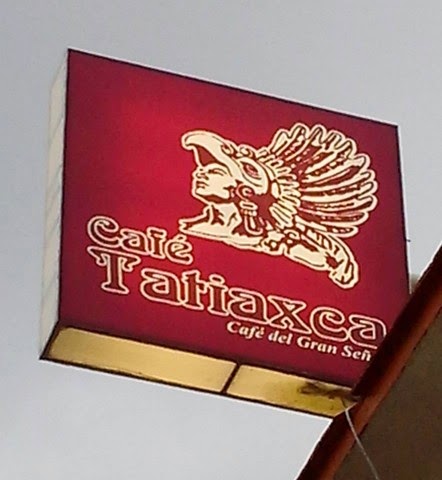 Café
Tatiaxca
Café del Gran Señ